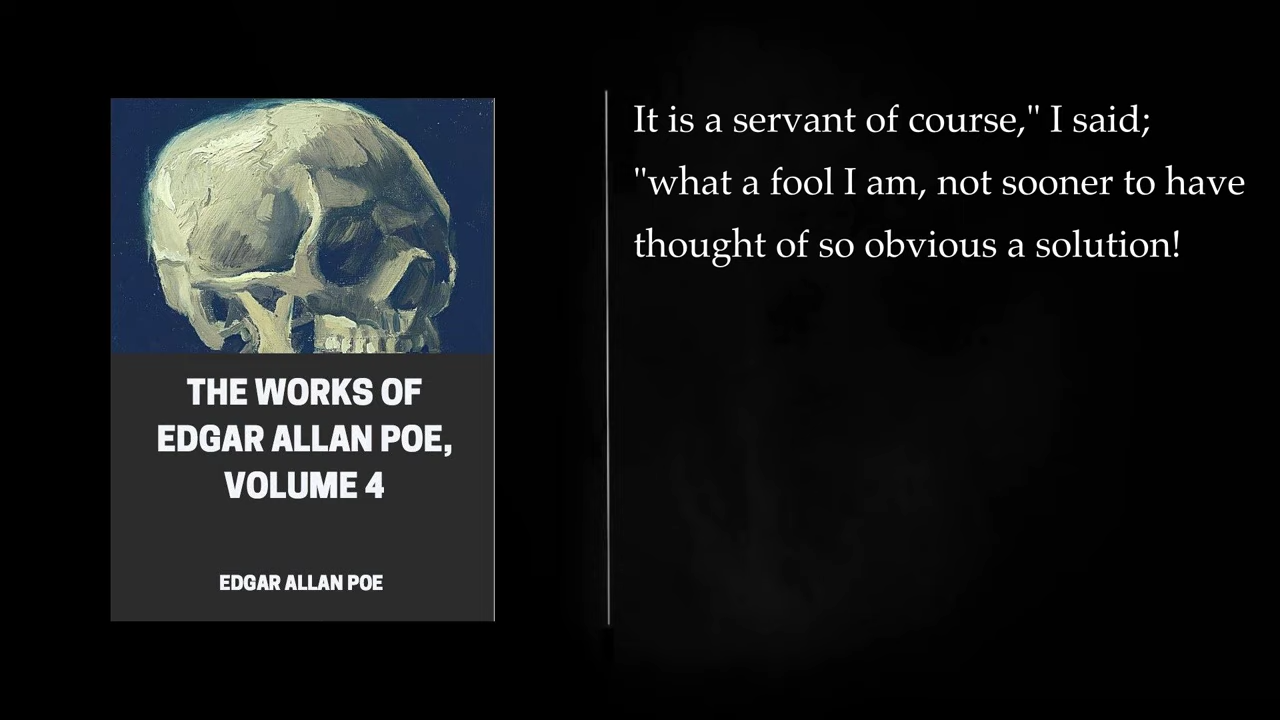 THE WORKS OF
EDGAR ALLAN POE,
VOLUME 4
EDGAR ALLAN POE
It is a servant of course," I said;
"what a fool I am, not sooner to have
thought of so obvious a solution!